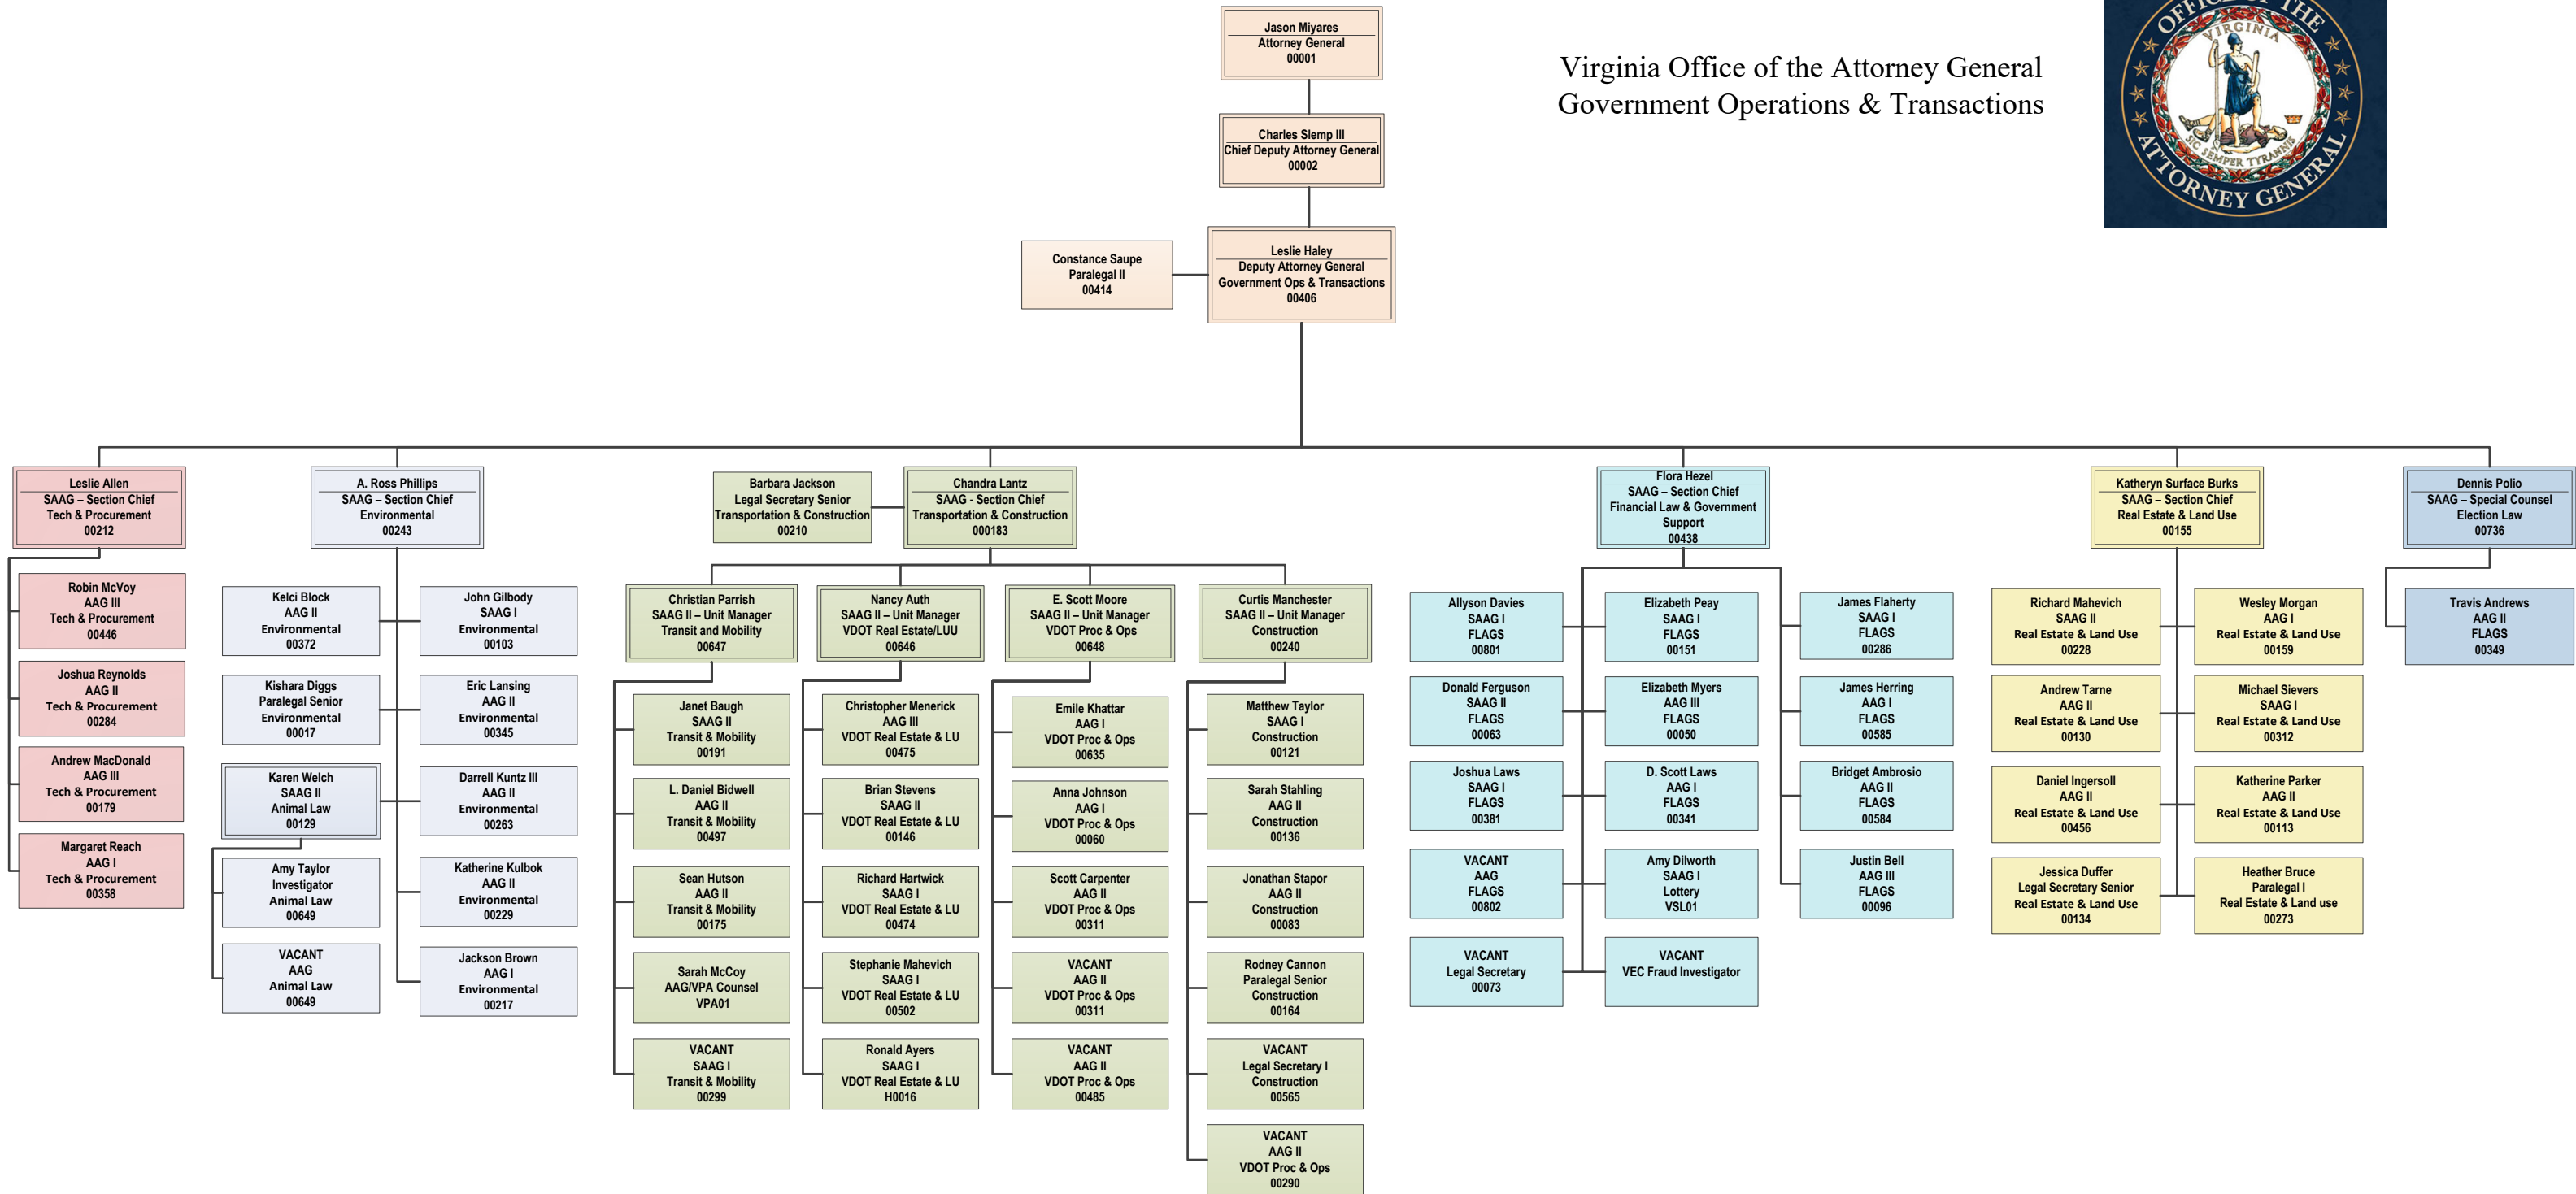 Jason Miyares
Attorney General
00001
Virginia Office of the Attorney General
Government Operations & Transactions
OFFICE OF THE
ATTORNEY GENERAL
VIRGINIA
SIC SEMPER TYRANNIS
Charles Slemp III
Chief Deputy Attorney General
00002
Constance Saupe
Paralegal II
00414
Leslie Haley
Deputy Attorney General
Government Ops & Transactions
00406
Leslie Allen
SAAG – Section Chief
Tech & Procurement
00212
Robin McVoy
AAG III
Tech & Procurement
00446
Joshua Reynolds
AAG II
Tech & Procurement
00284
Andrew MacDonald
AAG III
Tech & Procurement
00179
Margaret Reach
AAG I
Tech & Procurement
00358
A. Ross Phillips
SAAG – Section Chief
Environmental
00243
Kelci Block
AAG II
Environmental
00372
John Gilbody
SAAG I
Environmental
00103
Kishara Diggs
Paralegal Senior
Environmental
00017
Eric Lansing
AAG II
Environmental
00345
Karen Welch
SAAG II
Animal Law
00129
Darrell Kuntz III
AAG II
Environmental
00263
Amy Taylor
Investigator
Animal Law
00649
Katherine Kulbok
AAG II
Environmental
00229
VACANT
AAG
Animal Law
00649
Jackson Brown
AAG I
Environmental
00217
Barbara Jackson
Legal Secretary Senior
Transportation & Construction
00210
Chandra Lantz
SAAG - Section Chief
Transportation & Construction
000183
Christian Parrish
SAAG II – Unit Manager
Transit and Mobility
00647
Janet Baugh
SAAG II
Transit & Mobility
00191
L. Daniel Bidwell
AAG II
Transit & Mobility
00497
Sean Hutson
AAG II
Transit & Mobility
00175
Sarah McCoy
AAG/VPA Counsel
VPA01
VACANT
SAAG I
Transit & Mobility
00299
Nancy Auth
SAAG II – Unit Manager
VDOT Real Estate/LUU
00646
Christopher Menerick
AAG III
VDOT Real Estate & LU
00475
Brian Stevens
SAAG II
VDOT Real Estate & LU
00146
Richard Hartwick
SAAG I
VDOT Real Estate & LU
00474
Stephanie Mahevich
SAAG I
VDOT Real Estate & LU
00502
Ronald Ayers
SAAG I
VDOT Real Estate & LU
H0016
E. Scott Moore
SAAG II – Unit Manager
VDOT Proc & Ops
00648
Emile Khattar
AAG I
VDOT Proc & Ops
00635
Anna Johnson
AAG I
VDOT Proc & Ops
00060
Scott Carpenter
AAG II
VDOT Proc & Ops
00311
VACANT
AAG II
VDOT Proc & Ops
00311
VACANT
AAG II
VDOT Proc & Ops
00485
Curtis Manchester
SAAG II – Unit Manager
Construction
00240
Matthew Taylor
SAAG I
Construction
00121
Sarah Stahling
AAG II
Construction
00136
Jonathan Stapor
AAG II
Construction
00083
Rodney Cannon
Paralegal Senior
Construction
00164
VACANT
Legal Secretary I
Construction
00565
VACANT
AAG II
VDOT Proc & Ops
00290
Flora Hezel
SAAG – Section Chief
Financial Law & Government
Support
00438
Allyson Davies
SAAG I
FLAGS
00801
Elizabeth Peay
SAAG I
FLAGS
00151
James Flaherty
SAAG I
FLAGS
00286
Donald Ferguson
SAAG II
FLAGS
00063
Elizabeth Myers
AAG III
FLAGS
00050
James Herring
AAG I
FLAGS
00585
Joshua Laws
SAAG I
FLAGS
00381
D. Scott Laws
AAG I
FLAGS
00341
Bridget Ambrosio
AAG II
FLAGS
00584
VACANT
AAG
FLAGS
00802
Amy Dilworth
SAAG I
Lottery
VSL01
Justin Bell
AAG III
FLAGS
00096
VACANT
Legal Secretary
00073
VACANT
VEC Fraud Investigator
Katheryn Surface Burks
SAAG – Section Chief
Real Estate & Land Use
00155
Richard Mahevich
SAAG II
Real Estate & Land Use
00228
Wesley Morgan
AAG I
Real Estate & Land Use
00159
Andrew Tarne
AAG II
Real Estate & Land Use
00130
Michael Sievers
SAAG I
Real Estate & Land Use
00312
Daniel Ingersoll
AAG II
Real Estate & Land Use
00456
Katherine Parker
AAG II
Real Estate & Land Use
00113
Jessica Duffer
Legal Secretary Senior
Real Estate & Land Use
00134
Heather Bruce
Paralegal I
Real Estate & Land use
00273
Dennis Polio
SAAG – Special Counsel
Election Law
00736
Travis Andrews
AAG II
FLAGS
00349